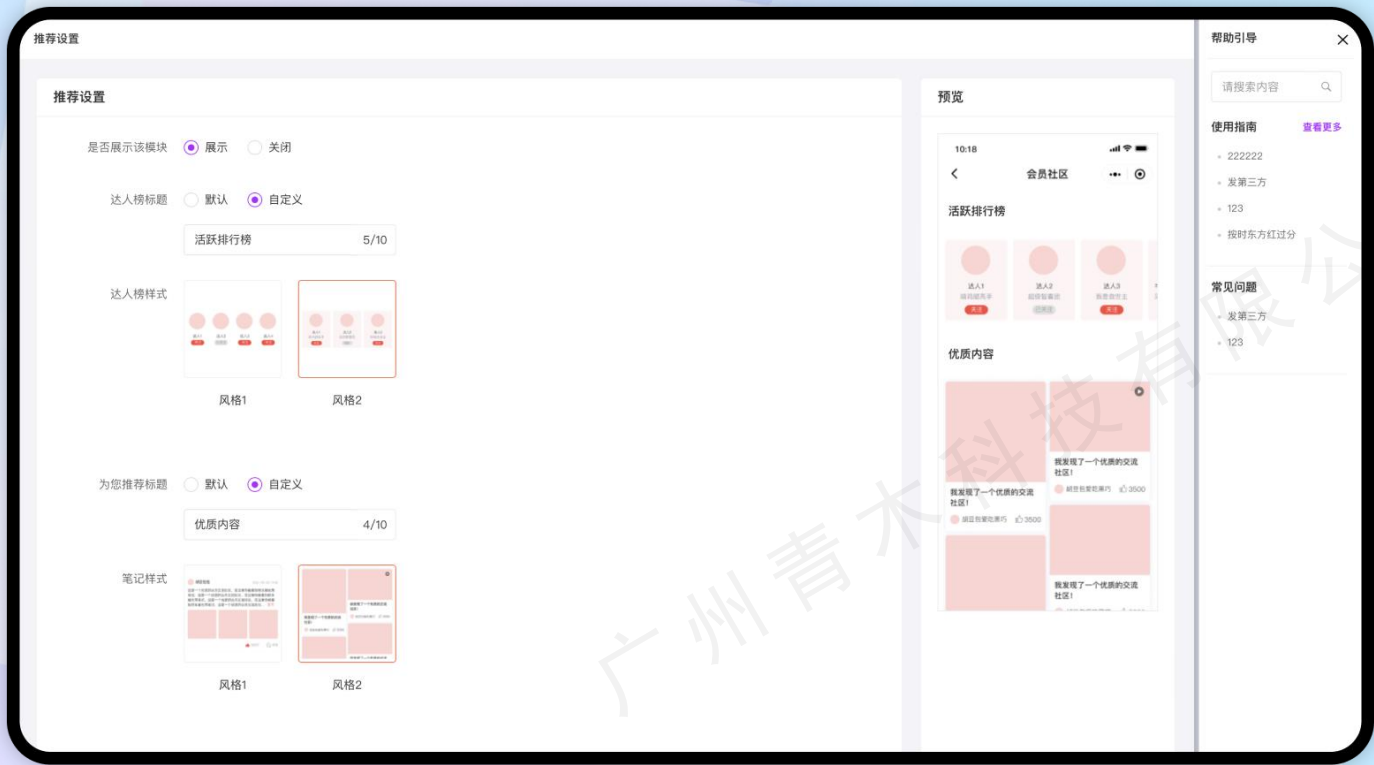 推荐设置
推荐设置
是否展示该模块 展示 关闭
达人榜标题 默认 自定义
活跃排行榜 5/10
达人榜样式
风格1 风格2
为您推荐标题 默认 自定义
优质内容 4/10
笔记样式
风格1 风格2
预览
10:18
会员社区
活跃排行榜
达人1 达人2 达人3
关注 已关注 关注
优质内容
我发现了一个优质的交流
社区!
3500
我发现了一个优质的交流
社区!
3500
我发现了一个优质的交流
社区!
帮助引导
请搜索内容
使用指南 查看更多
222222
发第三方
123
按时东方红过分
常见问题
发第三方
123
广州青木科技有限公